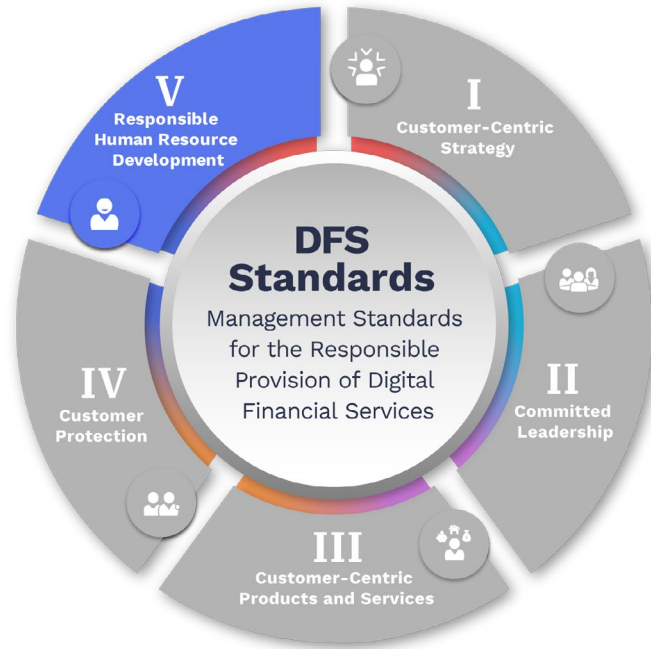 DFS
Standards
Management Standards
for the Responsible
Provision of Digital
Financial Services
I
Customer-Centric
Strategy
II
Committed
Leadership
III
Customer-Centric
Products and Services
IV
Customer
Protection
V
Responsible
Human Resource
Development